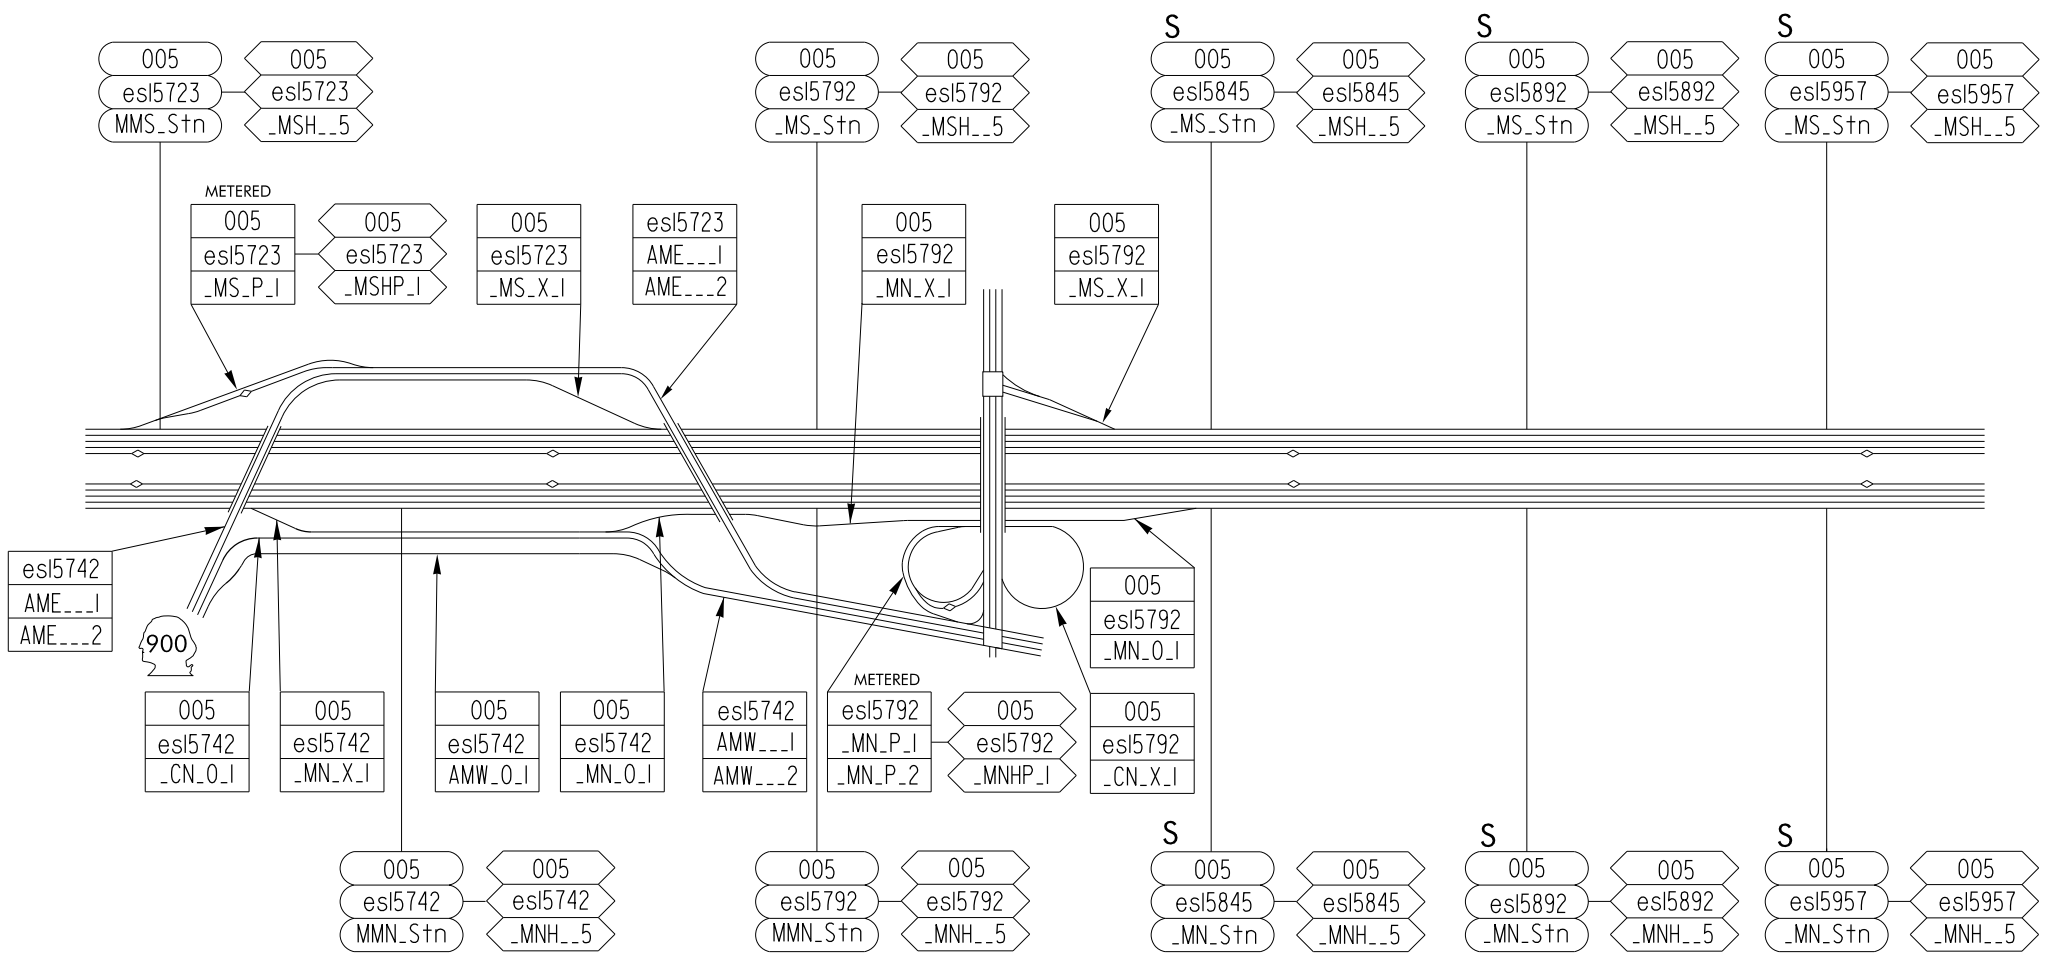 S
S
S
005
esl5723
MMS_Stn
005
esl5723
_MSH__5
005
esl5792
_MS_Stn
005
esl5792
_MSH__5
005
esl5845
_MS_Stn
005
esl5845
_MSH__5
005
esl5892
_MS_Stn
005
esl5892
_MSH__5
005
esl5957
_MS_Stn
005
esl5957
_MSH__5
METERED
005
esl5723
_MS_P_1
005
esl5723
_MSHP_1
005
esl5723
_MS_X_1
esl5723
AME___1
AME___2
005
esl5792
_MN_X_1
005
esl5792
_MS_X_1
esl5742
AME___1
AME___2
900
005
esl5792
_MN_O_1
005
esl5742
_CN_O_1
005
esl5742
_MN_X_1
005
esl5742
AMW_O_1
005
esl5742
_MN_O_1
esl5742
AMW___1
AMW___2
METERED
esl5792
_MN_P_1
_MN_P_2
005
esl5792
_MNHP_1
005
esl5792
_CN_X_1
S
S
S
005
esl5742
MMN_Stn
005
esl5742
_MNH__5
005
esl5792
MMN_Stn
005
esl5792
_MNH__5
005
esl5845
_MN_Stn
005
esl5845
_MNH__5
005
esl5892
_MN_Stn
005
esl5892
_MNH__5
005
esl5957
_MN_Stn
005
esl5957
_MNH__5